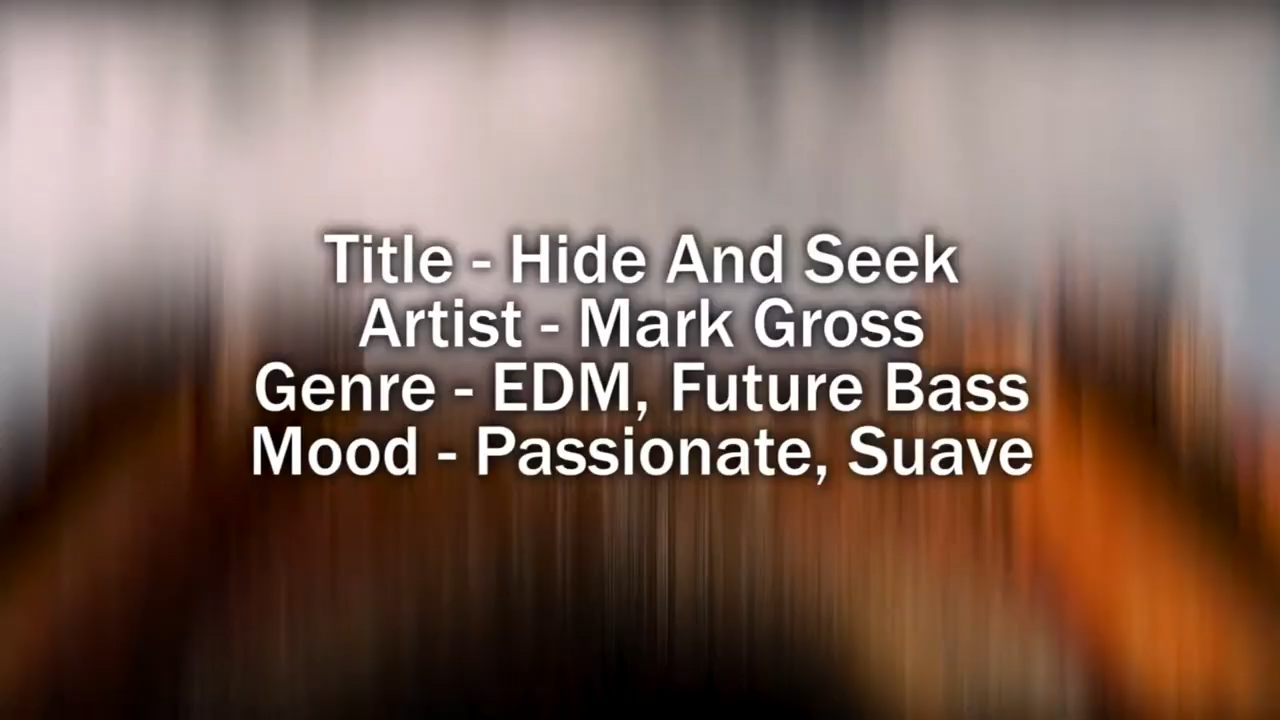 Title - Hide And Seek
Artist - Mark Gross
Genre - EDM, Future Bass
Mood - Passionate, Suave